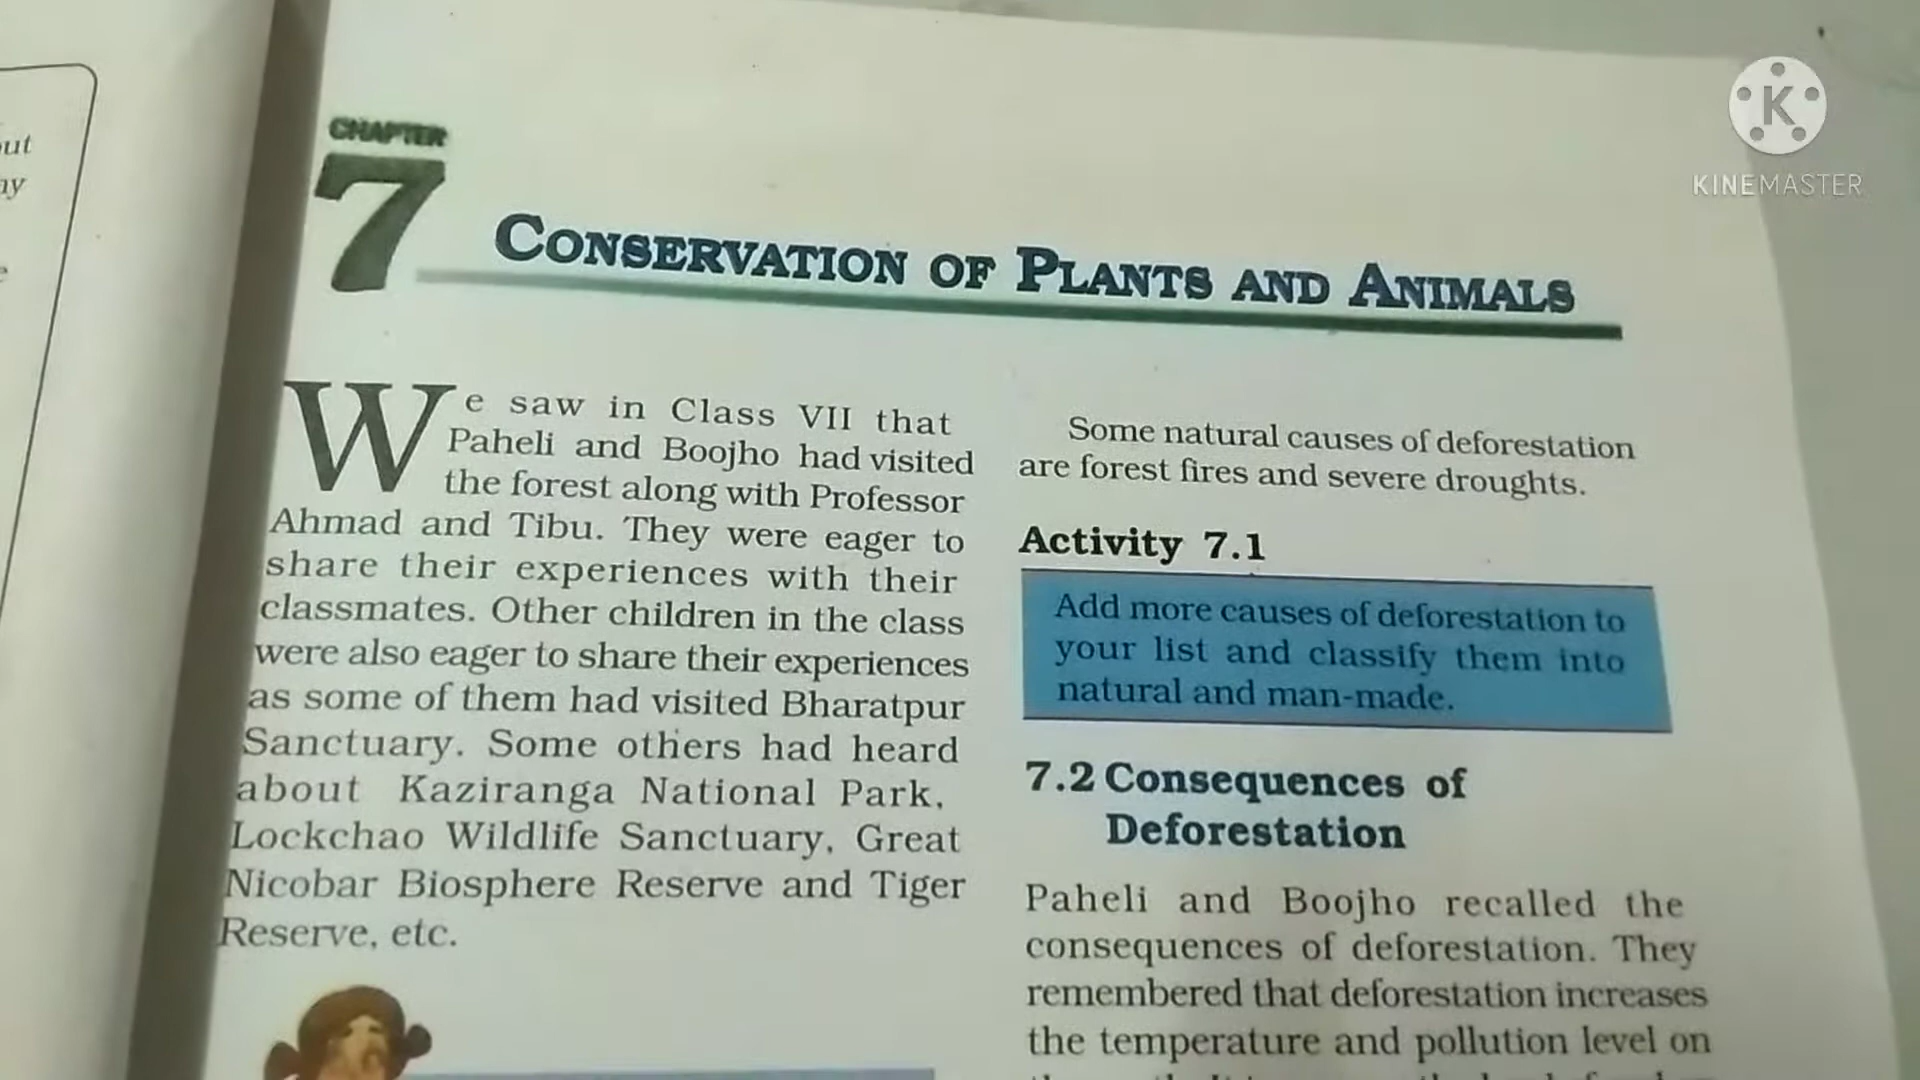 CHAPTER
7
CONSERVATION OF PLANTS AND ANIMALS
We saw in Class VII that
Paheli and Boojho had visited
the forest along with Professor
Ahmad and Tibu. They were eager to
share their experiences with their
classmates. Other children in the class
were also eager to share their experiences
as some of them had visited Bharatpur
Sanctuary. Some others had heard
about Kaziranga National Park,
Lockchao Wildlife Sanctuary, Great
Nicobar Biosphere Reserve and Tiger
Reserve, etc.
Some natural causes of deforestation
are forest fires and severe droughts.
Activity 7.1
Add more causes of deforestation to
your list and classify them into
natural and man-made.
7.2 Consequences of
Deforestation
Paheli and Boojho recalled the
consequences of deforestation. They
remembered that deforestation increases
the temperature and pollution level on
K
KINEMASTER